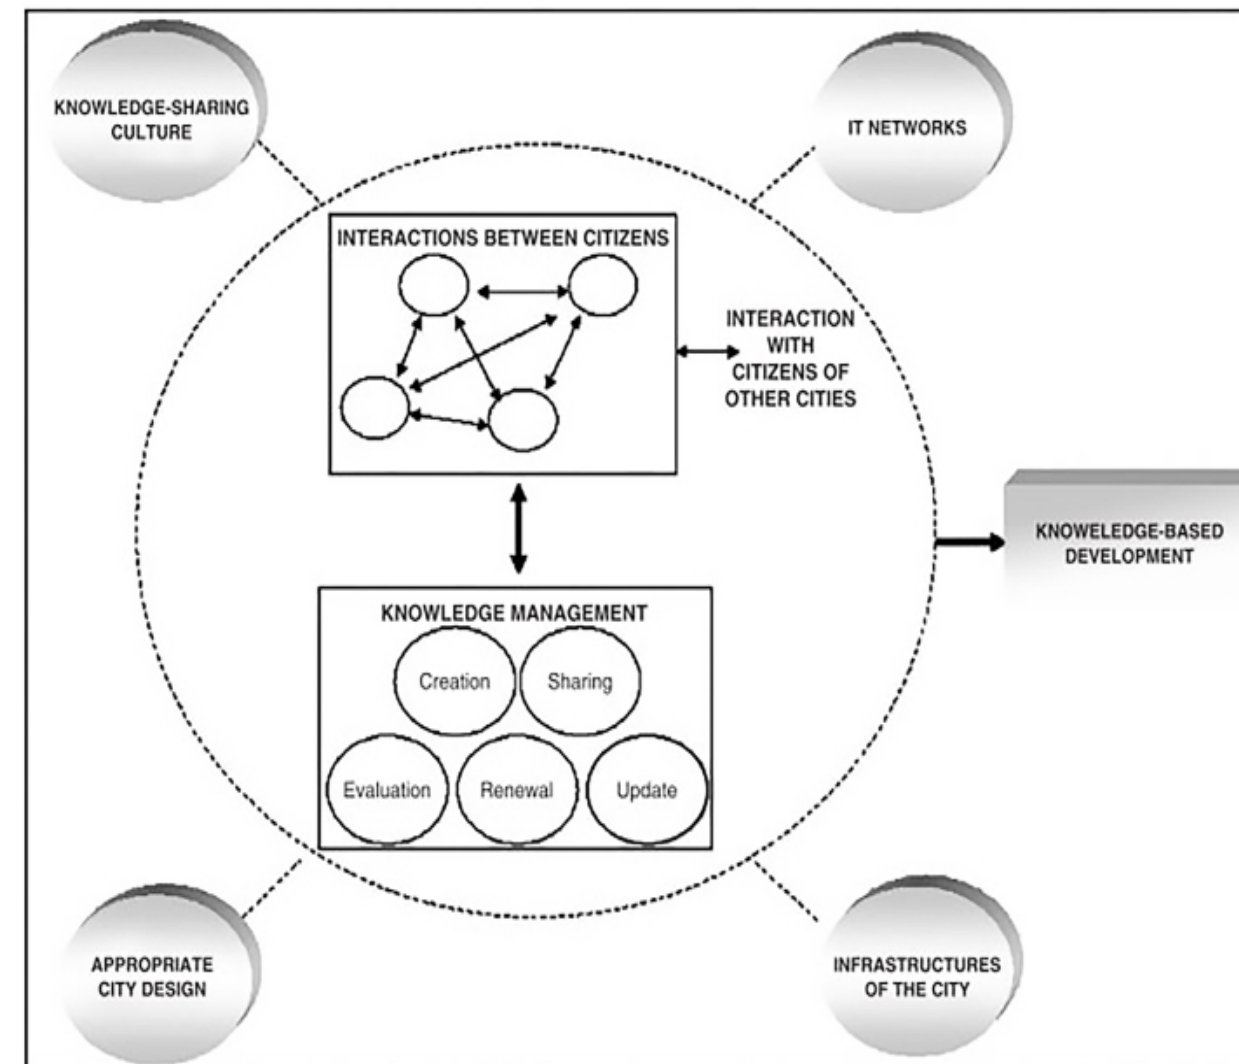 KNOWLEDGE-SHARING
CULTURE
IT NETWORKS
INTERACTIONS BETWEEN CITIZENS
INTERACTION
WITH
CITIZENS OF
OTHER CITIES
KNOWELEDGE-BASED
DEVELOPMENT
KNOWLEDGE MANAGEMENT
Creation
Sharing
Evaluation
Renewal
Update
APPROPRIATE
CITY DESIGN
INFRASTRUCTURES
OF THE CITY